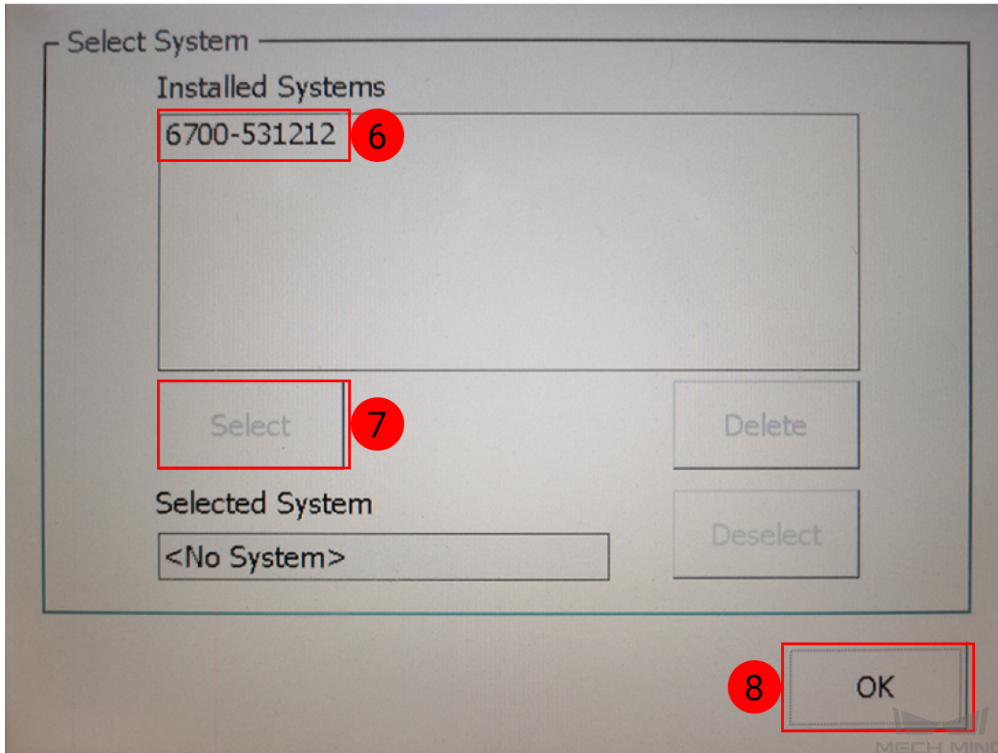 Select System
Installed Systems
6700-531212 6
Select 7 Delete
Selected System
Deselect
<No System>
8 OK
MECH MIND